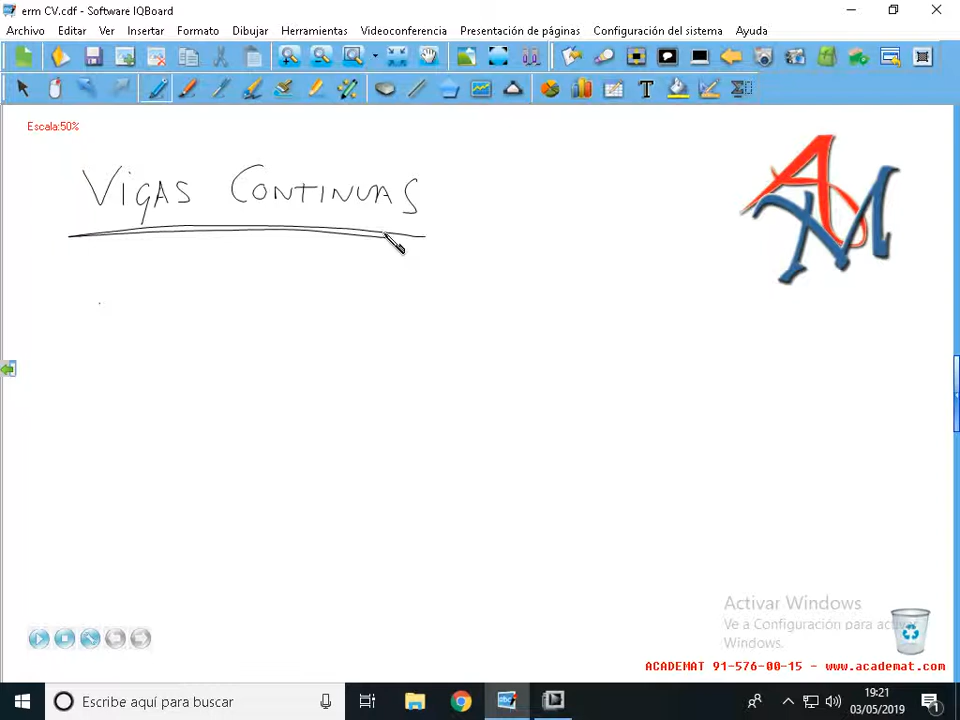 erm CV.cdf - Software IQBoard
Archivo Editar Ver Insertar Formato Dibujar Herramientas Videoconferencia Presentación de páginas Configuración del sistema Ayuda
Escala:50%
VIGAS CONTINUAS
Activar Windows
Ve a Configuración para activar
Windows.
ACADEMAT 91-576-00-15 - www.academat.com
Escribe aquí para buscar
19:21
03/05/2019
1